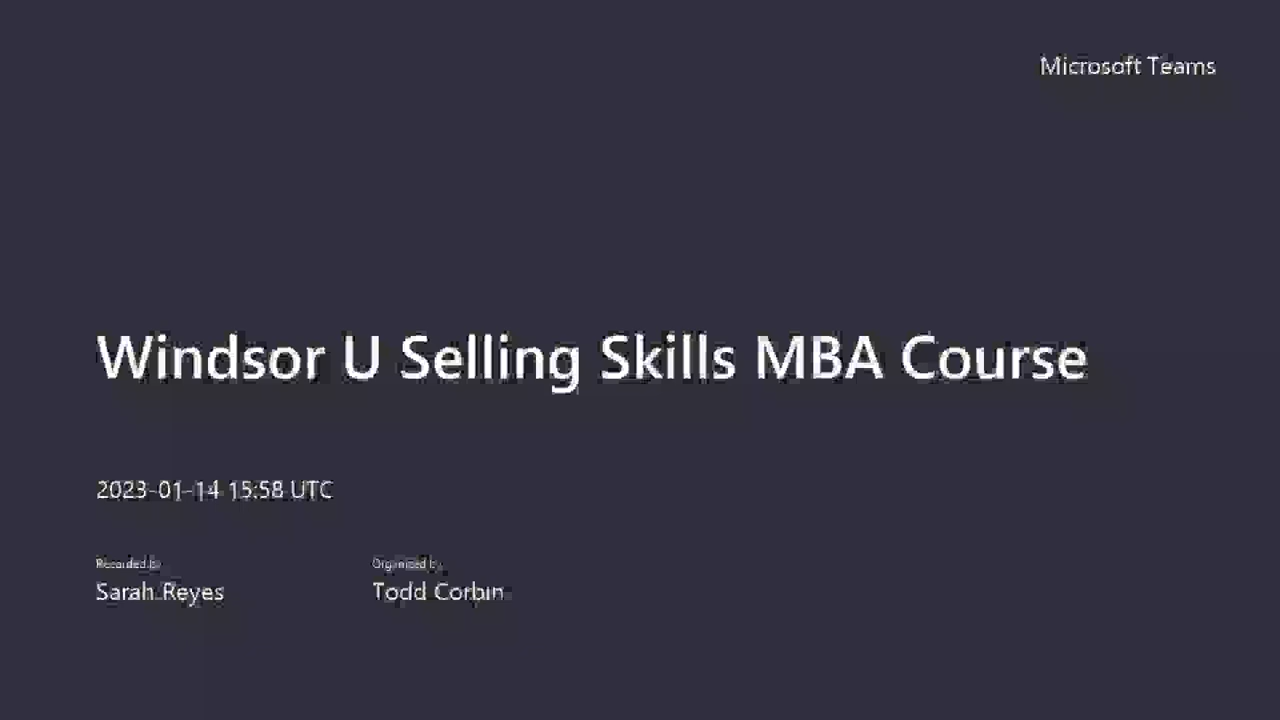 Microsoft Teams
Windsor U Selling Skills MBA Course
2023-01-14 15:58 UTC
Recorded by
Organized by
Sarah Reyes
Todd Corbin